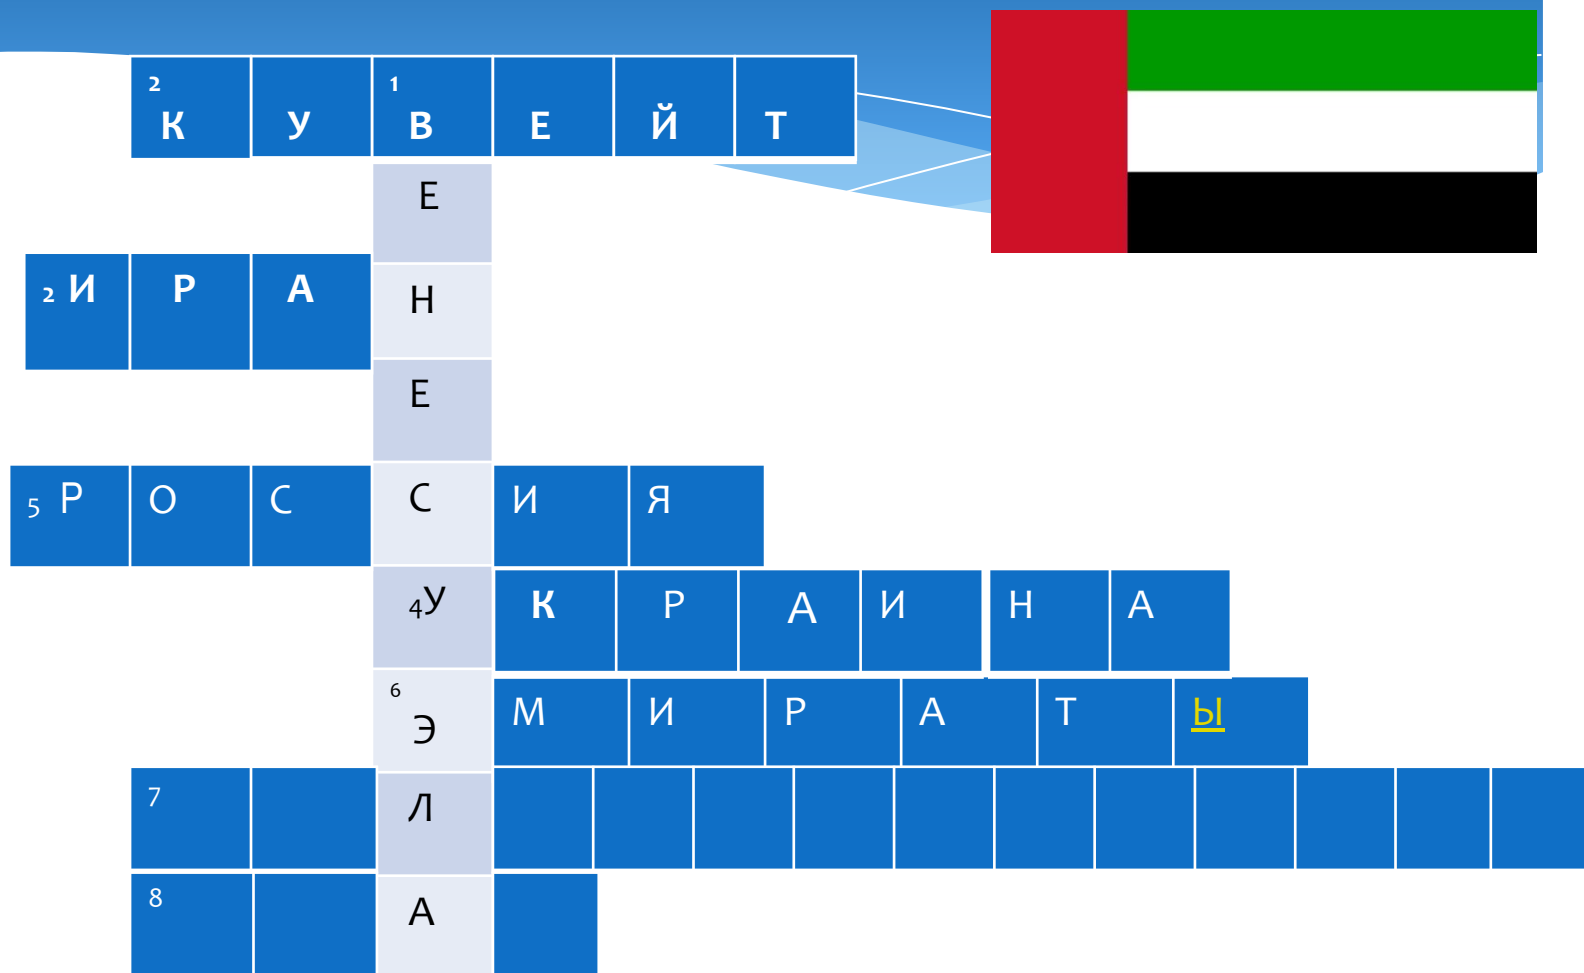 2 К У 1 В Е Й Т
Е
2 И Р А Н
Е
5 Р О С С И Я
4 У К Р А И Н А
6 Э М И Р А Т Ы
7 Л
8 А